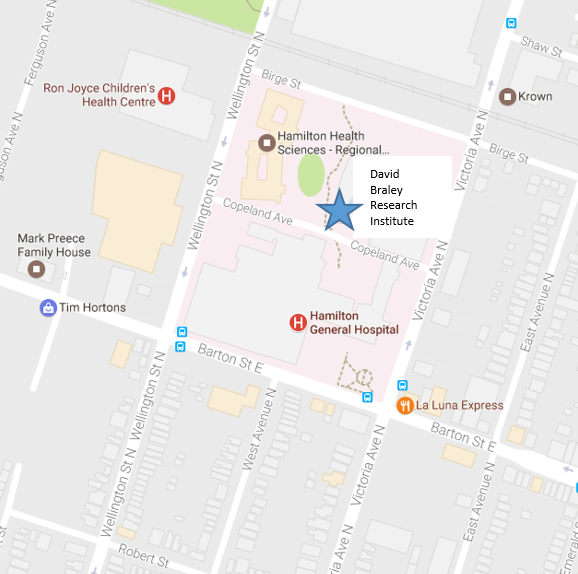 Ferguson Ave N
Wellington St N
Shaw St
Birge St
Ron Joyce Children's
Health Centre
H
Krown
Hamilton Health
Sciences - Regional...
Birge St
Victoria Ave N
David
Braley
Research
Institute
Wellington St N
Copeland Ave
Copeland Ave
Mark Preece
Family House
Victoria Ave N
East Avenue N
Tim Hortons
H
Hamilton
General Hospital
Barton St E
La Luna Express
Wellington St N
West Avenue N
Barton St E
Victoria Ave N
East Avenue N
Wellington St N
Robert St